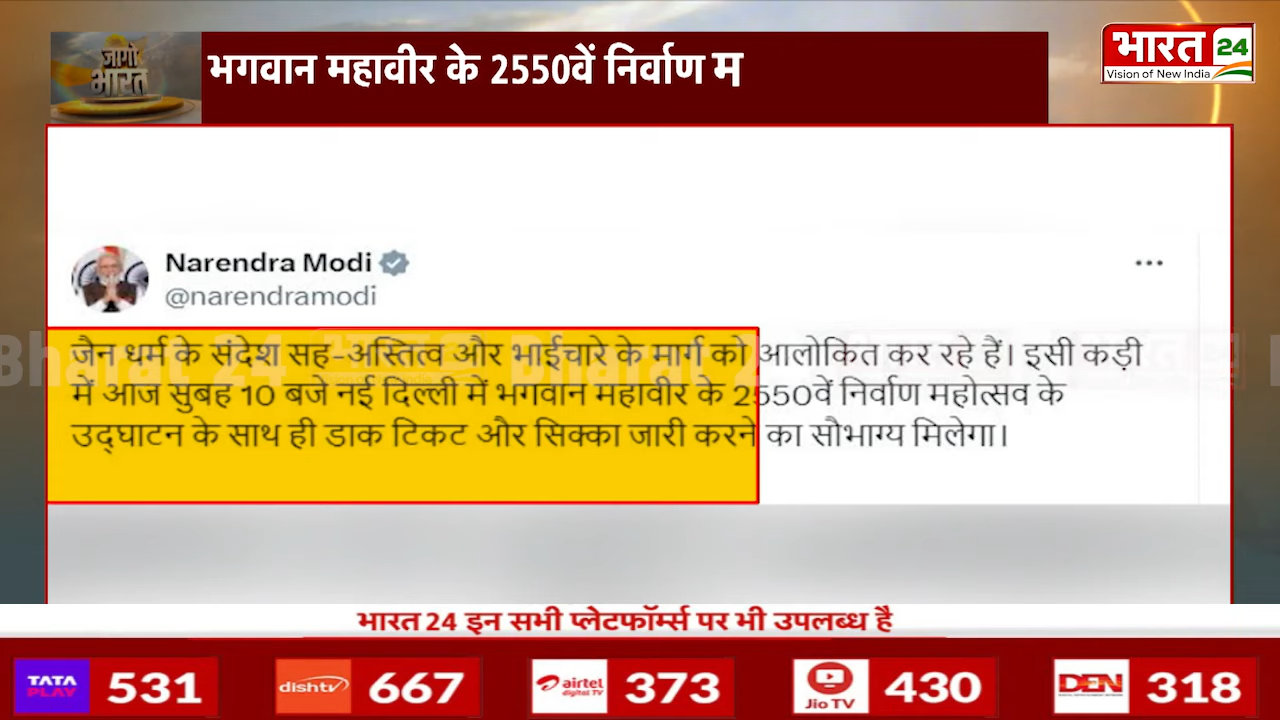 जागो
भारत
भगवान महावीर के 2550वें निर्वाण म
भारत 24
Vision of New India
Narendra Modi
@narendramodi
जैन धर्म के संदेश सह-अस्तित्व और भाईचारे के मार्ग को आलोकित कर रहे हैं। इसी कड़ी
में आज सुबह 10 बजे नई दिल्ली में भगवान महावीर के 2550वें निर्वाण महोत्सव के
उद्घाटन के साथ ही डाक टिकट और सिक्का जारी करने का सौभाग्य मिलेगा।
Bharat 24
भारत 24 इन सभी प्लेटफॉर्म्स पर भी उपलब्ध है
TATA PLAY 531
dishtv 667
airtel digital TV 373
JioTV 430
DEN 318